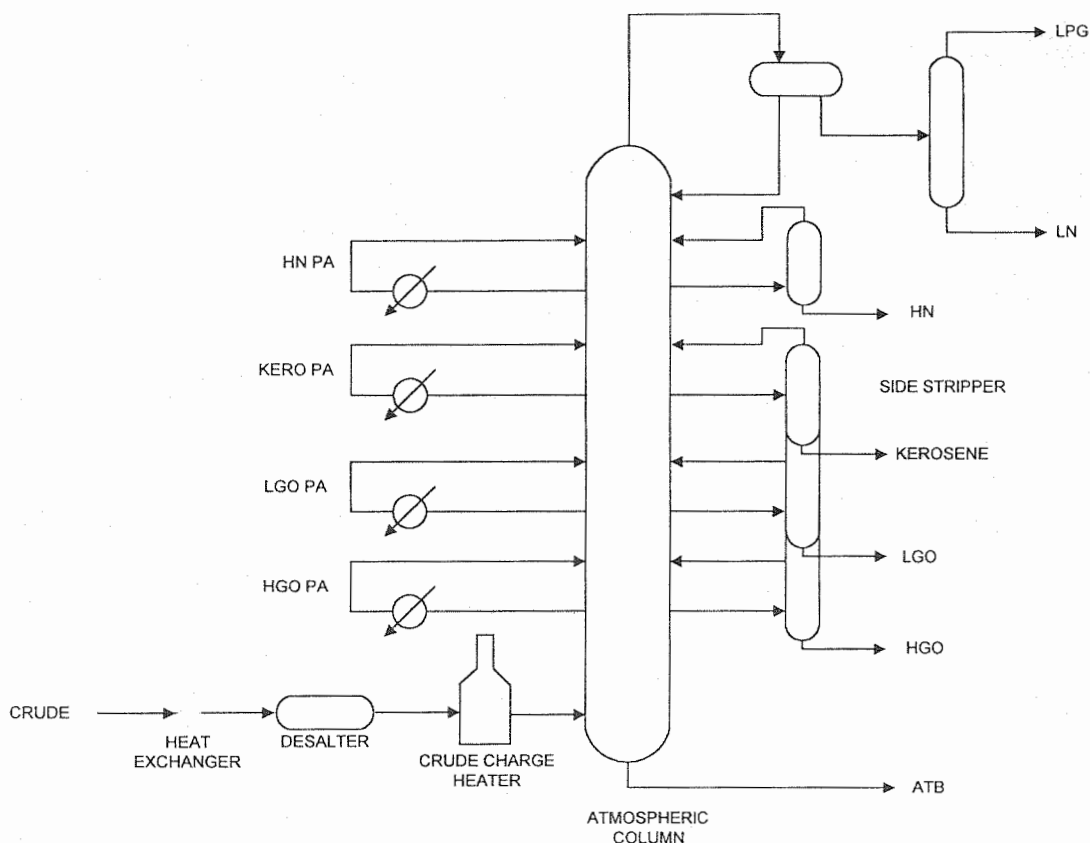 LPG
LN
HN PA
HN
KERO PA
SIDE STRIPPER
KEROSENE
LGO PA
LGO
HGO PA
HGO
CRUDE
HEAT
EXCHANGER
DESALTER
CRUDE CHARGE
HEATER
ATB
ATMOSPHERIC
COLUMN